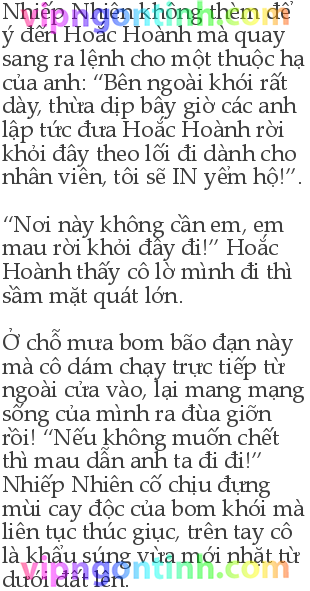 Nhiếp Nhiên không thèm để
ý đến Hoắc Hoành mà quay
sang ra lệnh cho một thuộc hạ
của anh: “Bên ngoài khói rất
dày, thừa dịp bây giờ các anh
lập tức đưa Hoắc Hoành rời
khỏi đây theo lối đi dành cho
nhân viên, tôi sẽ IN yểm hộ!”.
“Nơi này không cần em, em
mau rời khỏi đây đi!” Hoắc
Hoành thấy cô lờ mình đi thì
sầm mặt quát lớn.
Ở chỗ mưa bom bão đạn này
mà cô dám chạy trực tiếp từ
ngoài cửa vào, lại mang mạng
sống của mình ra đùa giỡn
rồi! “Nếu không muốn chết
thì mau dẫn anh ta đi đi!”
Nhiếp Nhiên cố chịu đựng
mùi cay độc của bom khói mà
liên tục thúc giục, trên tay cô
là khẩu súng vừa mới nhặt từ
dưới đất lên.
vipngontinh.com
vipngontinh.com